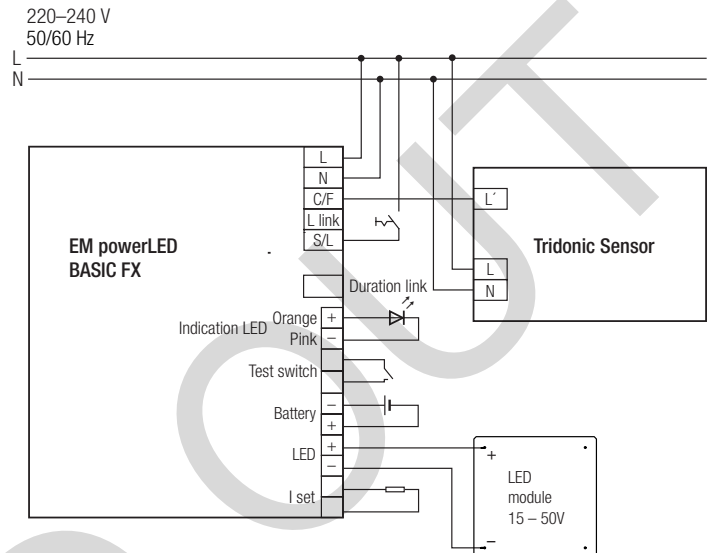 220–240 V
50/60 Hz
L
N
L
N
C/F
L link
S/L
EM powerLED
BASIC FX
Duration link
Indication LED
Orange +
Pink –
Test switch
Battery
–
+
LED
+
–
I set
L´
Tridonic Sensor
L
N
+
LED
module
15 – 50V
–
OUT